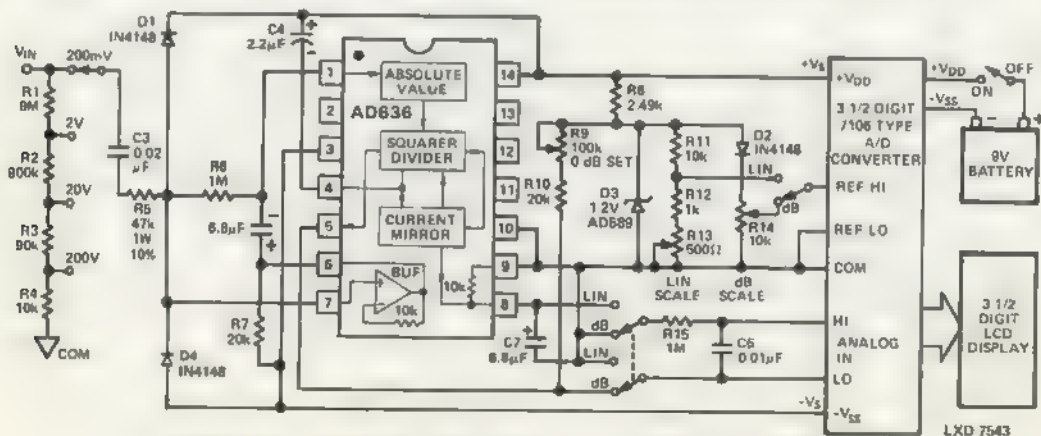 D1
IN4148
VIN
200mV
R1
9M
2V
R2
900k
20V
R3
90k
200V
R4
10k
COM
C3
0.02
μF
R5
47k
1W
10%
R6
1M
6.8μF
R7
20k
D4
IN4148
C4
2.2μF
+
−
−
+
1
2
3
4
5
6
7
14
13
12
11
10
9
8
ABSOLUTE
VALUE
AD636
SQUARER
DIVIDER
CURRENT
MIRROR
BUF
+
−
10k
10k
R8
2.49k
R9
100k
0 dB SET
R10
20k
D3
1.2V
AD589
R11
10k
R12
1k
R13
500Ω
LIN
SCALE
D2
IN4148
LIN
dB
R14
10k
dB
SCALE
+
C7
6.8μF
LIN
dB
LIN
dB
R15
1M
C6
0.01μF
+VS
-VS
+VDD
3 1/2 DIGIT
7106 TYPE
A/D
CONVERTER
REF HI
REF LO
COM
HI
ANALOG
IN
LO
-VSS
+VDD
-VSS
ON
OFF
−
+
9V
BATTERY
3 1/2
DIGIT
LCD
DISPLAY
LXD 7543